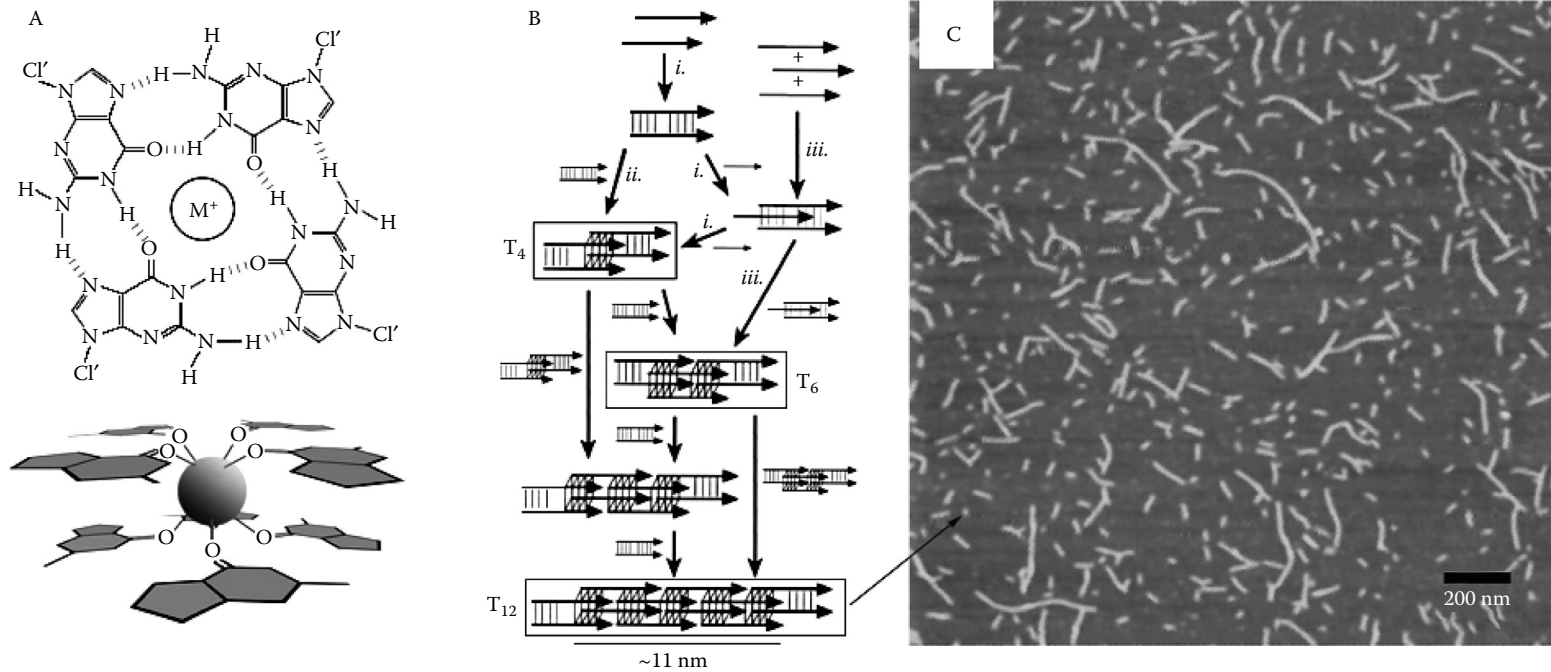 A
H
H
Cl′
N
H
N
N
Cl′
N
N
H
N
N
N
O
H
O
N
N
H
N
H
M⁺
H
H
N
H
N
H
H
O
N
H
O
N
N
N
N
N
H
N
N
Cl′
N
H
H
Cl′
O
O
O
O
O
O
O
B
i.
+
+
ii.
i.
iii.
i.
T₄
iii.
T₆
T₁₂
~11 nm
C
200 nm